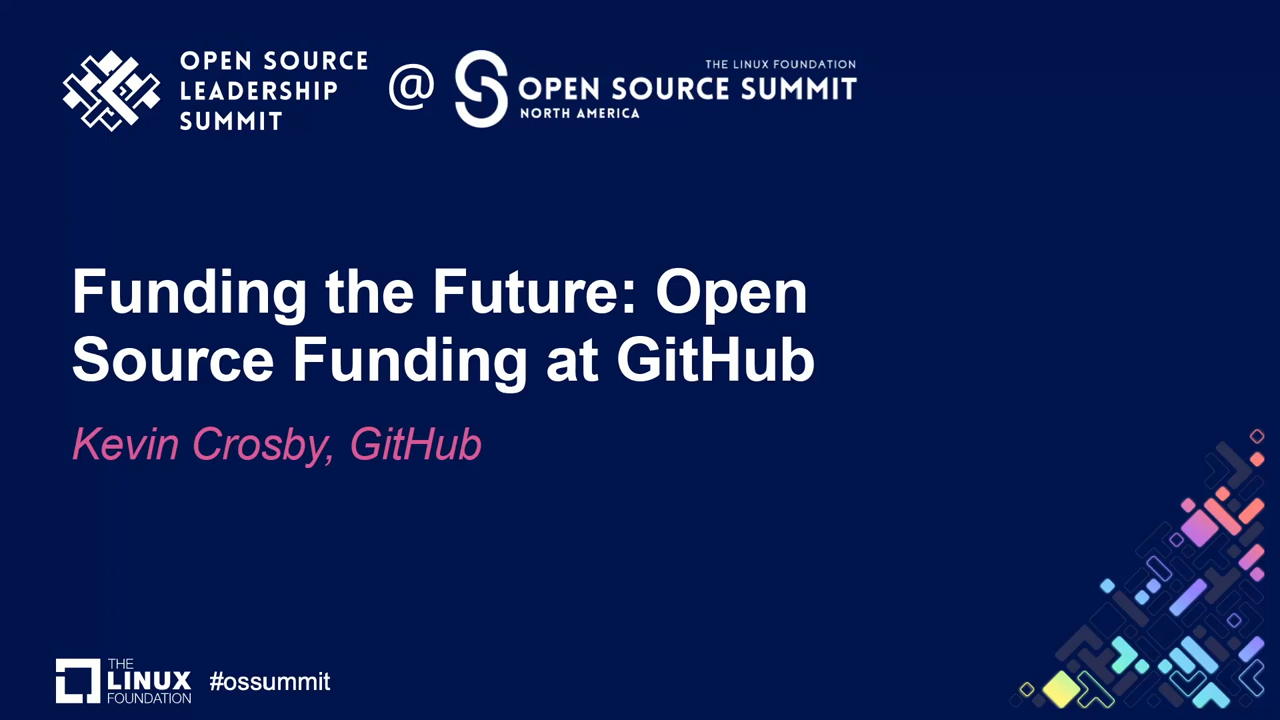 OPEN SOURCE
LEADERSHIP
SUMMIT
@
THE LINUX FOUNDATION
OPEN SOURCE SUMMIT
NORTH AMERICA
Funding the Future: Open
Source Funding at GitHub
Kevin Crosby, GitHub
THE
LINUX
FOUNDATION
#ossummit